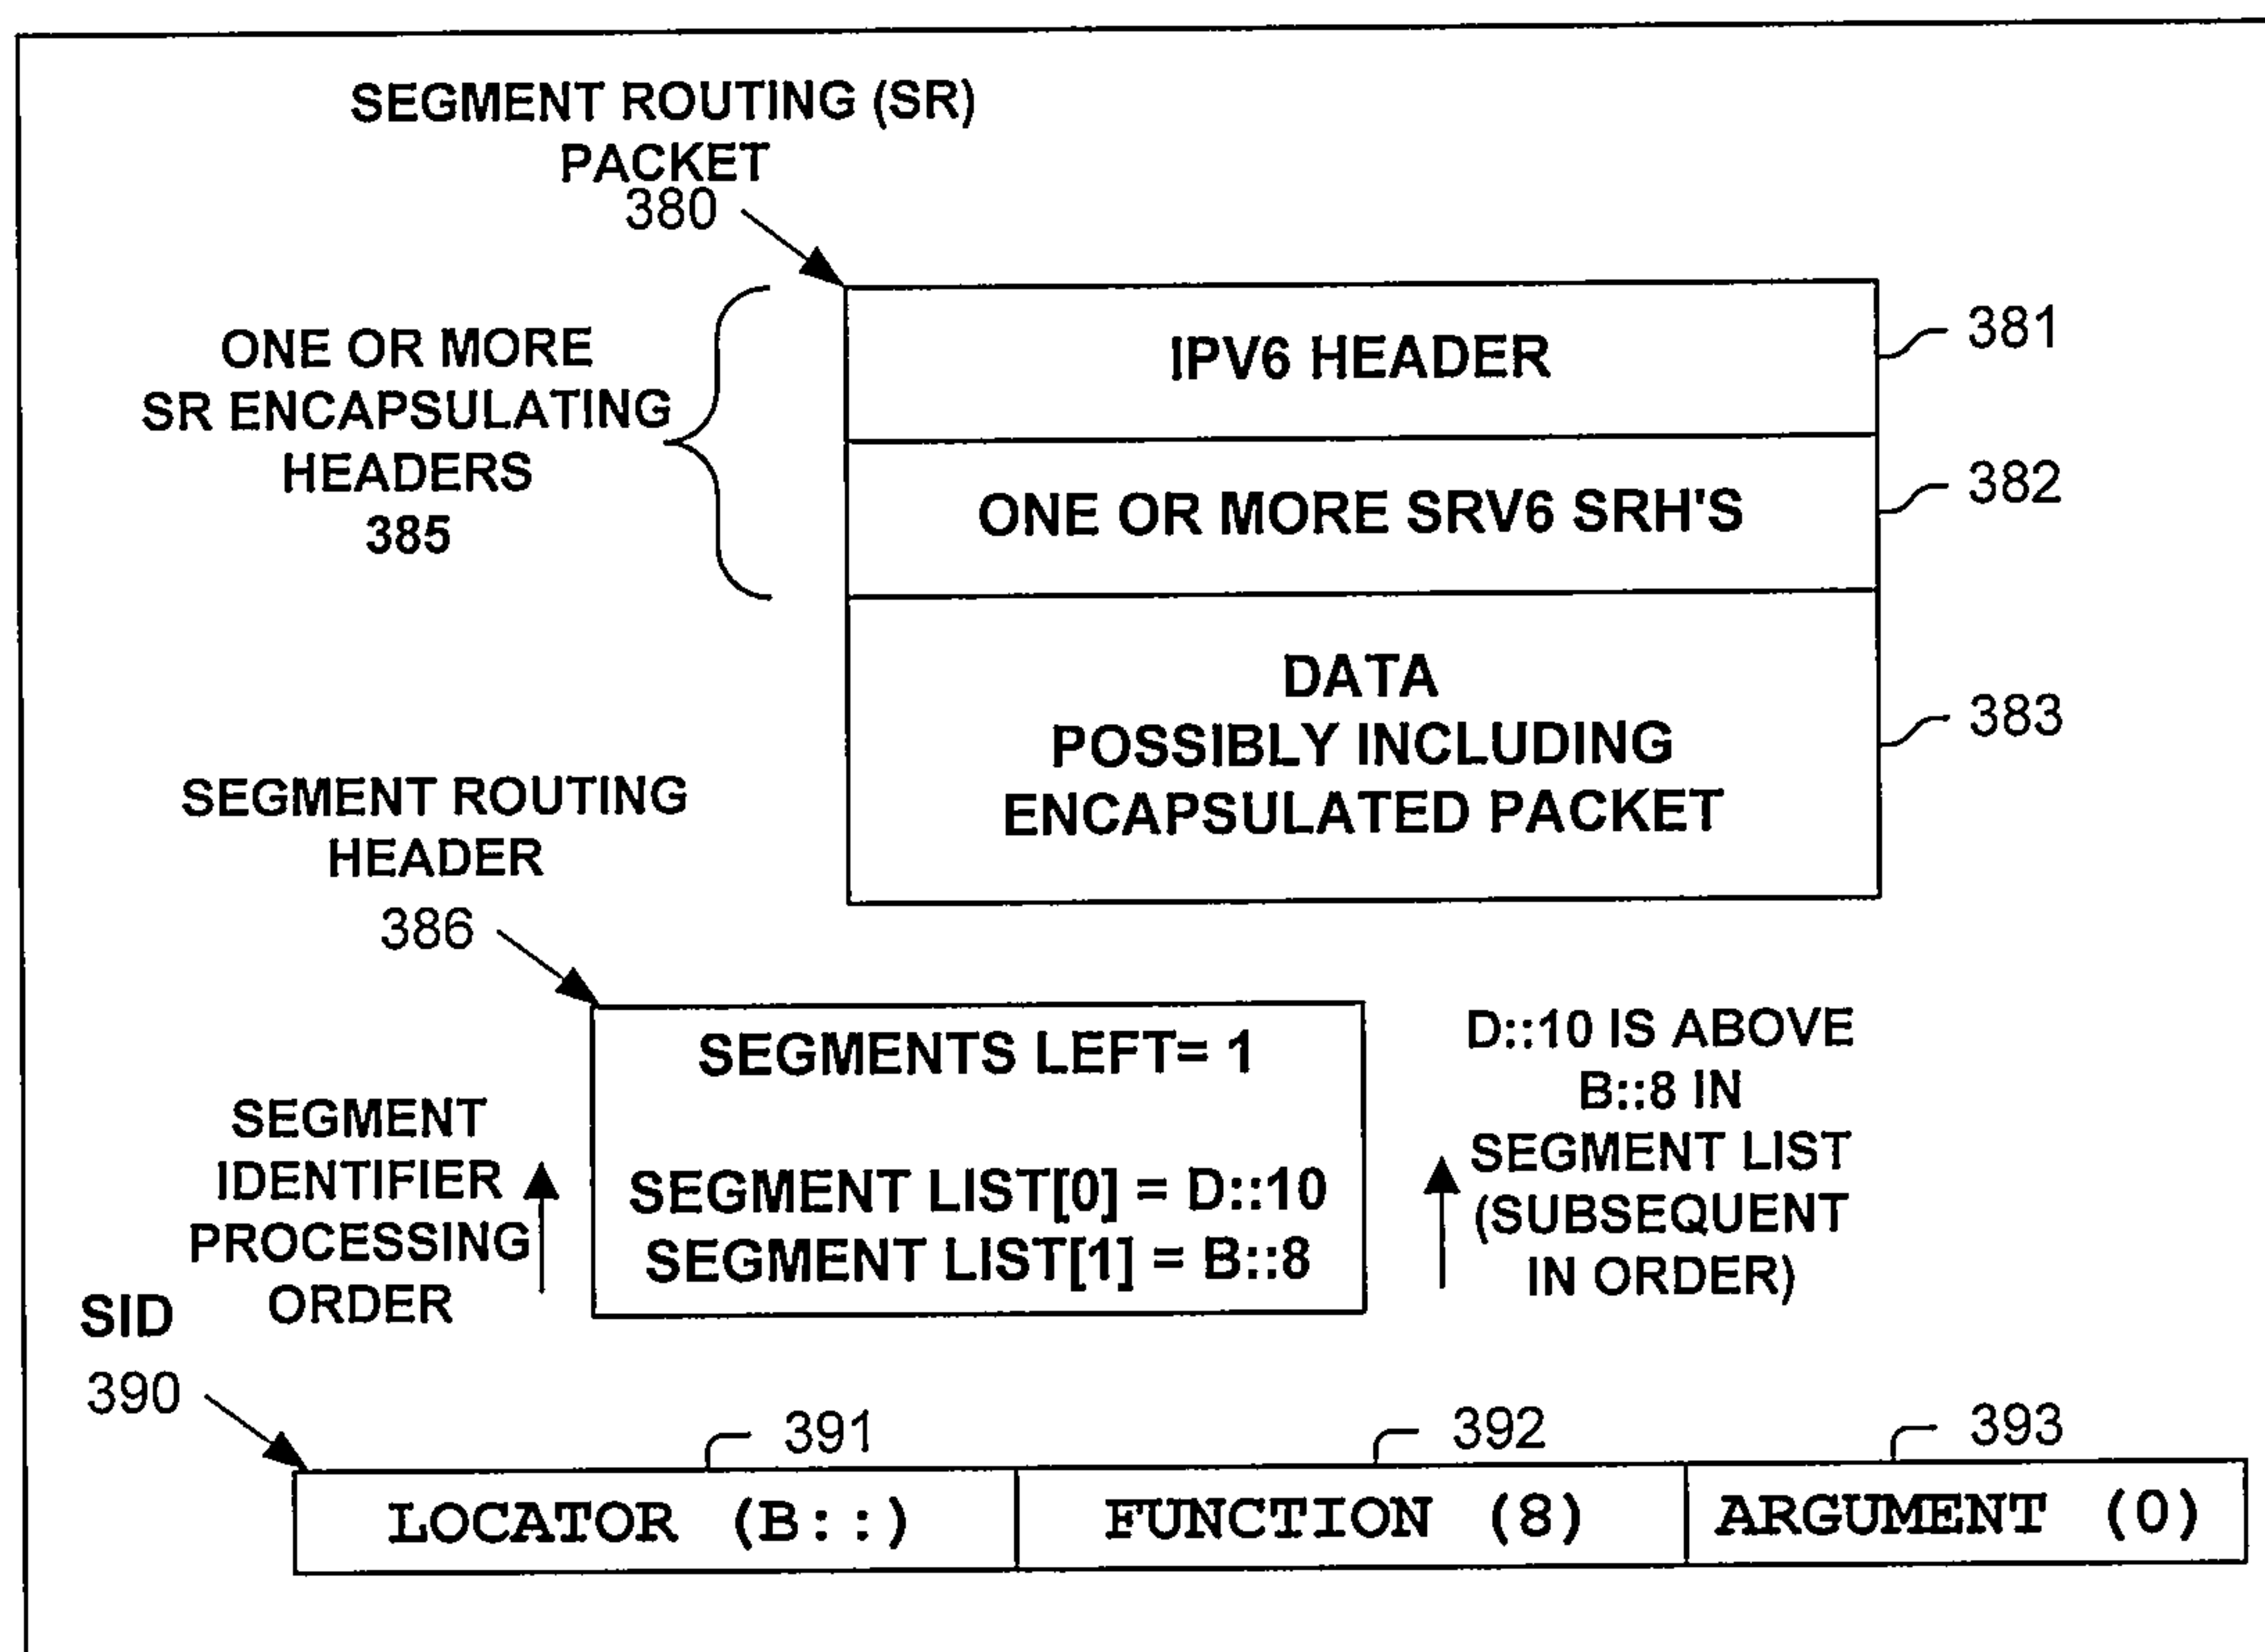 SEGMENT ROUTING (SR)
PACKET
380
ONE OR MORE
SR ENCAPSULATING
HEADERS
385
IPV6 HEADER
381
ONE OR MORE SRV6 SRH'S
382
DATA
POSSIBLY INCLUDING
ENCAPSULATED PACKET
383
SEGMENT ROUTING
HEADER
386
SEGMENTS LEFT= 1
SEGMENT LIST[0] = D::10
SEGMENT LIST[1] = B::8
SEGMENT
IDENTIFIER
PROCESSING
ORDER
D::10 IS ABOVE
B::8 IN
SEGMENT LIST
(SUBSEQUENT
IN ORDER)
SID
390
391
392
393
LOCATOR (B::)
FUNCTION (8)
ARGUMENT (0)